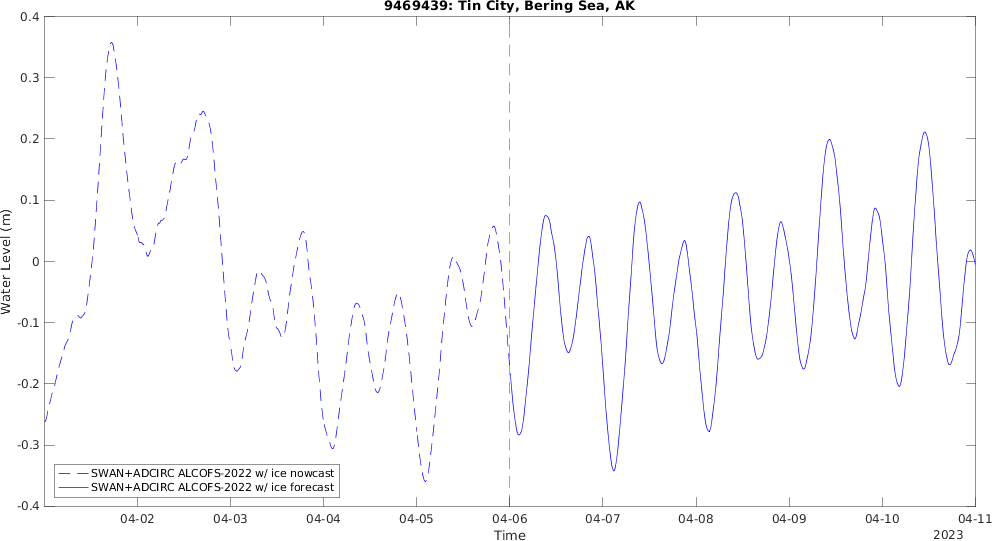 9469439: Tin City, Bering Sea, AK
0.4
0.3
0.2
0.1
0
-0.1
-0.2
-0.3
-0.4
Water Level (m)
SWAN+ADCIRC ALCOFS-2022 w/ ice nowcast
SWAN+ADCIRC ALCOFS-2022 w/ ice forecast
04-02 04-03 04-04 04-05 04-06 04-07 04-08 04-09 04-10 04-11
Time
2023